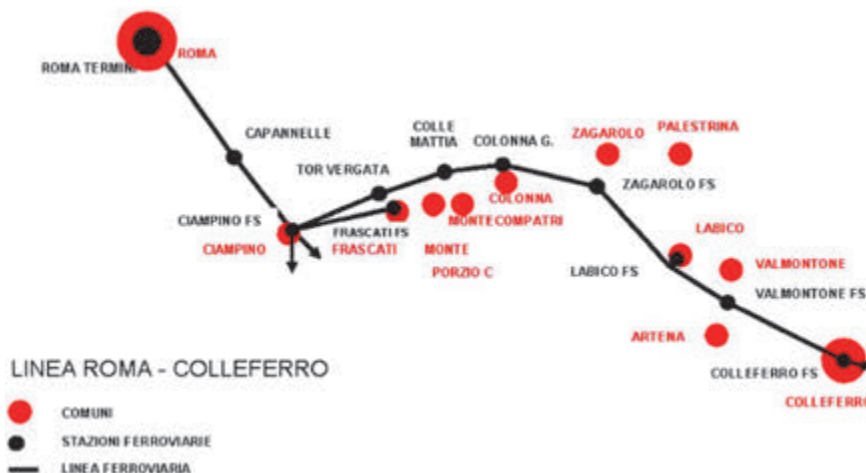 ROMA
ROMA TERMINI
CAPANNELLE
COLLE
MATTIA
COLONNA G.
ZAGAROLO
PALESTRINA
TOR VERGATA
ZAGAROLO FS
COLONNA
CIAMPINO FS
FRASCATI FS
MONTECOMPATRI
CIAMPINO
FRASCATI
MONTE
PORZIO C
LABICO
LABICO FS
VALMONTONE
VALMONTONE FS
ARTENA
COLLEFERRO FS
COLLEFERRO
LINEA ROMA - COLLEFERRO
COMUNI
STAZIONI FERROVIARIE
LINEA FERROVIARIA